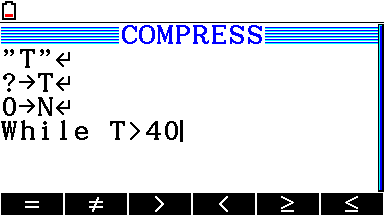 COMPRESS
"T"↵
?→T↵
0→N↵
While T>40
= ≠ > < ≥ ≤